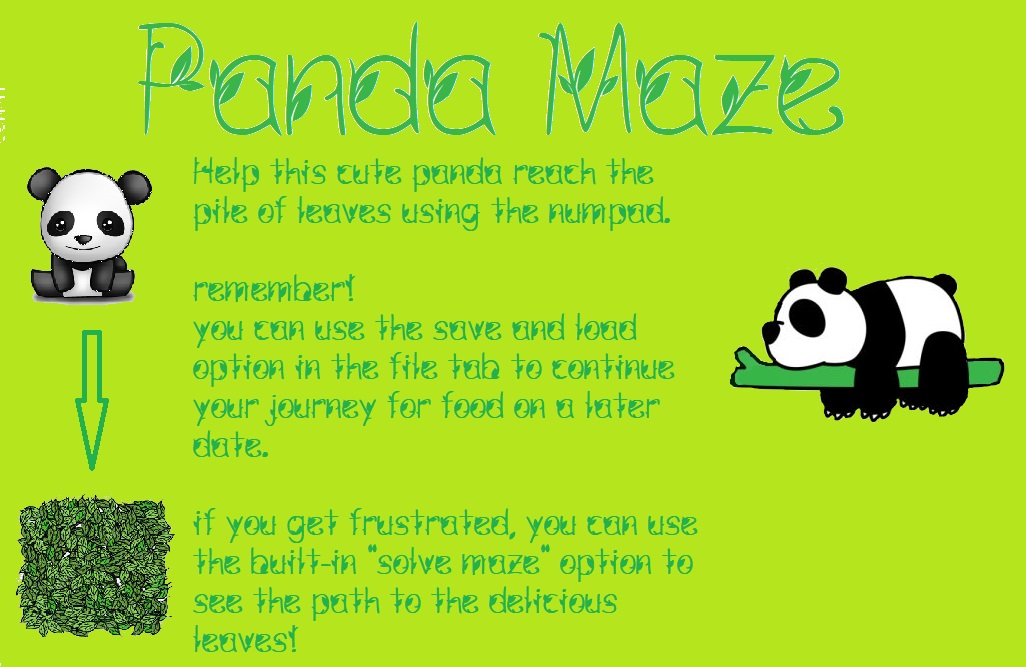 Panda Maze
Help this cute panda reach the
pile of leaves using the numpad.
remember!
you can use the save and load
option in the file tab to continue
your journey for food on a later
date.
if you get frustrated, you can use
the built-in "solve maze" option to
see the path to the delicious
leaves!